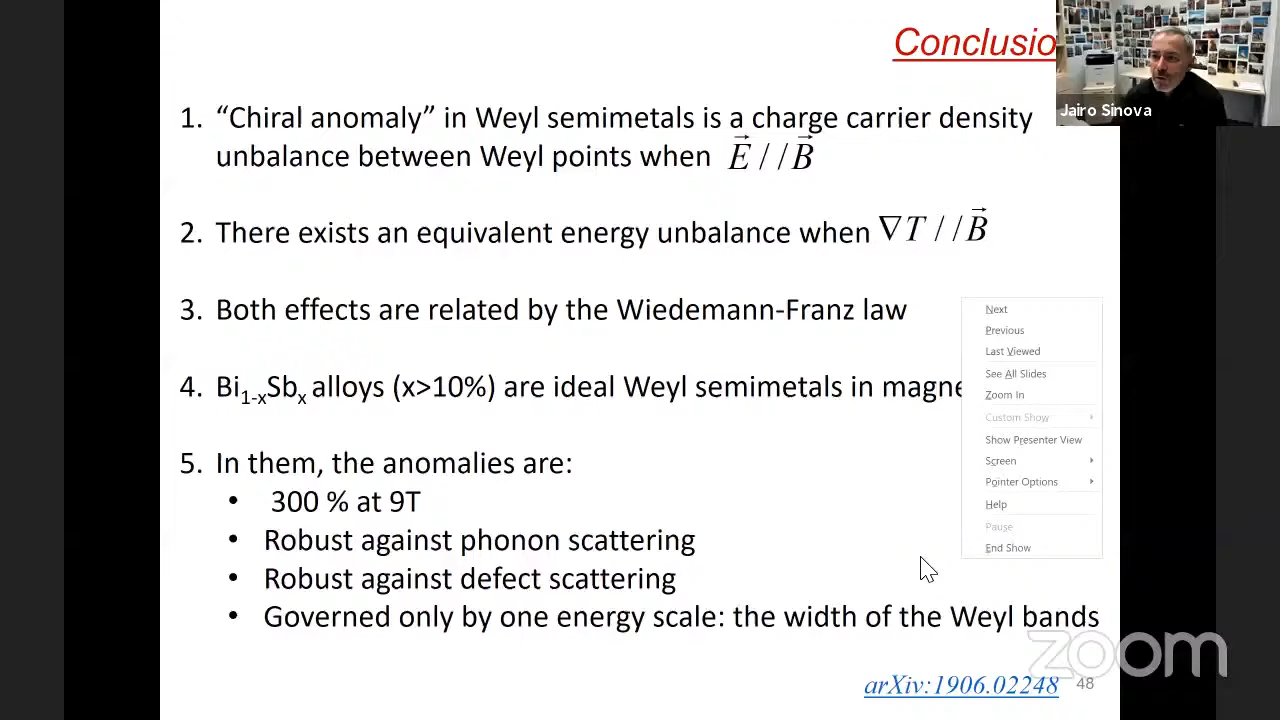 Conclusio
Jairo Sinova
1. “Chiral anomaly” in Weyl semimetals is a charge carrier density
unbalance between Weyl points when E⃗ // B⃗
2. There exists an equivalent energy unbalance when ∇T // B⃗
3. Both effects are related by the Wiedemann-Franz law
4. Bi₁₋ₓSbₓ alloys (x>10%) are ideal Weyl semimetals in magne
5. In them, the anomalies are:
• 300 % at 9T
• Robust against phonon scattering
• Robust against defect scattering
• Governed only by one energy scale: the width of the Weyl bands
Next
Previous
Last Viewed
See All Slides
Zoom In
Custom Show
Show Presenter View
Screen
Pointer Options
Help
Pause
End Show
zoom
arXiv:1906.02248 48